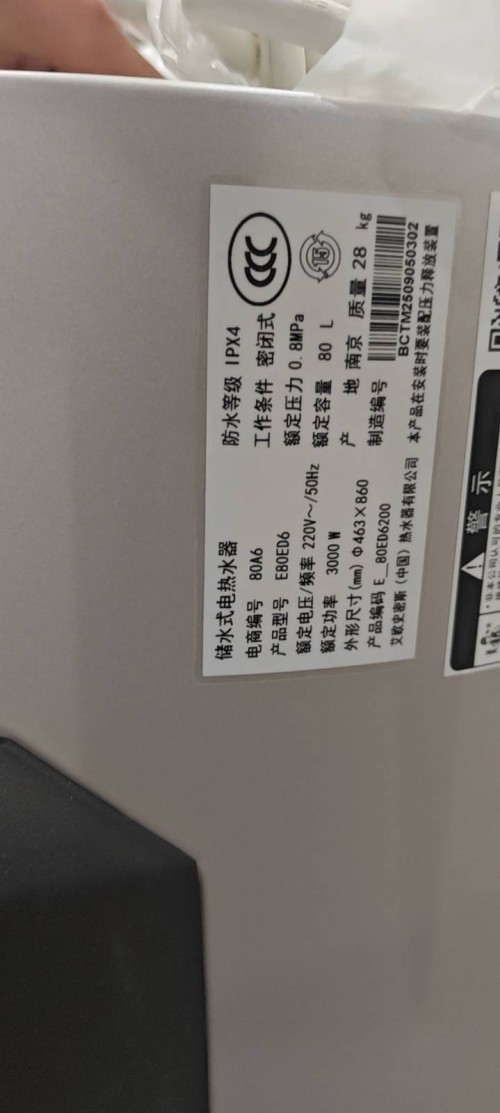 储水式电热水器
电商编号 80A6
产品型号 E80ED6
额定电压/频率 220V～/50Hz
额定功率 3000 W
外形尺寸(mm) Φ463×860
产品编码 E_80ED6200
艾欧史密斯（中国）热水器有限公司
CCC
15
防水等级 IPX4
工作条件 密闭式
额定压力 0.8MPa
额定容量 80 L
产 地 南京 质量 28 kg
制造编号
BCTM2509050302
本产品在安装时要装配压力释放装置
警示